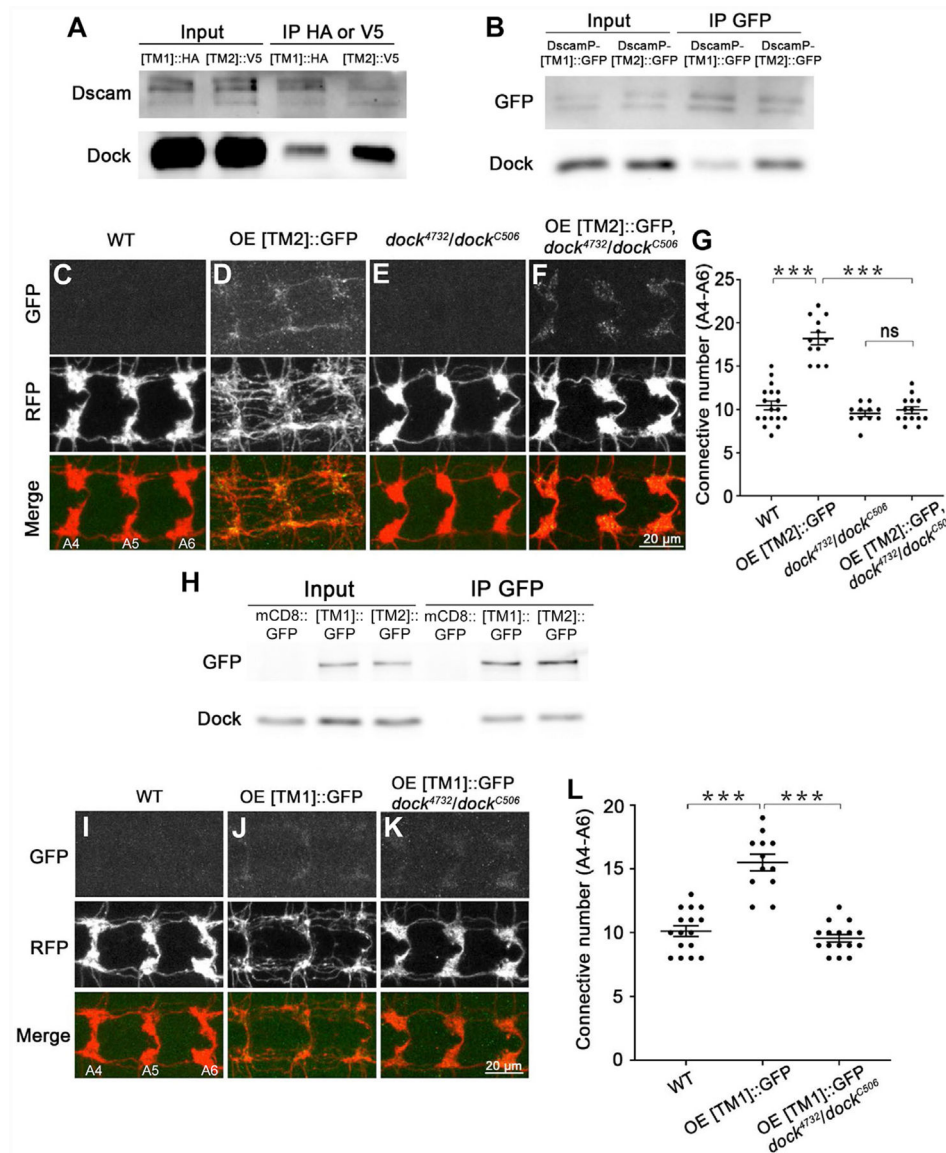 A
Input
IP HA or V5
[TM1]::HA [TM2]::V5 [TM1]::HA [TM2]::V5
Dscam
Dock
B
Input
IP GFP
DscamP- DscamP- DscamP- DscamP-
[TM1]::GFP [TM2]::GFP [TM1]::GFP [TM2]::GFP
GFP
Dock
WT
OE [TM2]::GFP
dock4732/dockC506
OE [TM2]::GFP,
dock4732/dockC506
C
D
E
F
GFP
RFP
Merge
A4 A5 A6
20 µm
G
Connective number (A4-A6)
25
20
15
10
5
0
***
***
ns
WT
OE [TM2]::GFP
dock4732/dockC506
OE [TM2]::GFP,
H
Input
IP GFP
mCD8:: [TM1]:: [TM2]:: mCD8:: [TM1]:: [TM2]::
GFP GFP GFP GFP GFP GFP
GFP
Dock
WT
OE [TM1]::GFP
OE [TM1]::GFP
dock4732/dockC506
I
J
K
GFP
RFP
Merge
A4 A5 A6
20 µm
L
Connective number (A4-A6)
20
15
10
5
0
***
***
WT
OE [TM1]::GFP
OE [TM1]::GFP
dock4732/dockC506